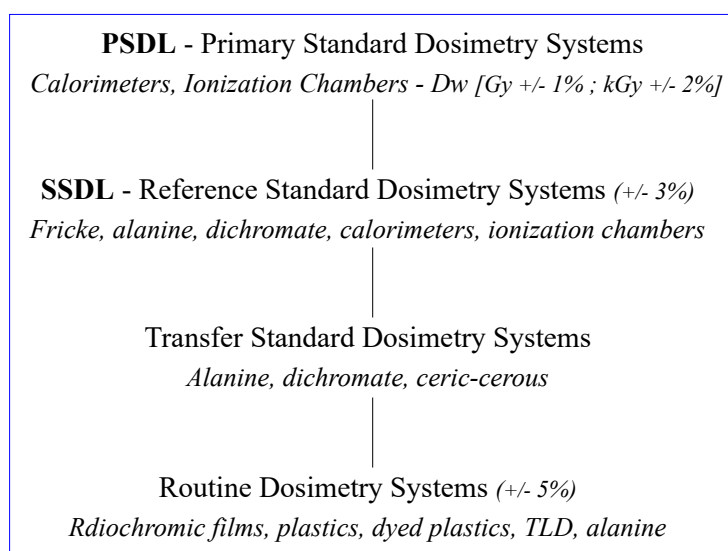 PSDL - Primary Standard Dosimetry Systems
Calorimeters, Ionization Chambers - Dw [Gy +/- 1% ; kGy +/- 2%]
SSDL - Reference Standard Dosimetry Systems (+/- 3%)
Fricke, alanine, dichromate, calorimeters, ionization chambers
Transfer Standard Dosimetry Systems
Alanine, dichromate, ceric-cerous
Routine Dosimetry Systems (+/- 5%)
Rdiochromic films, plastics, dyed plastics, TLD, alanine